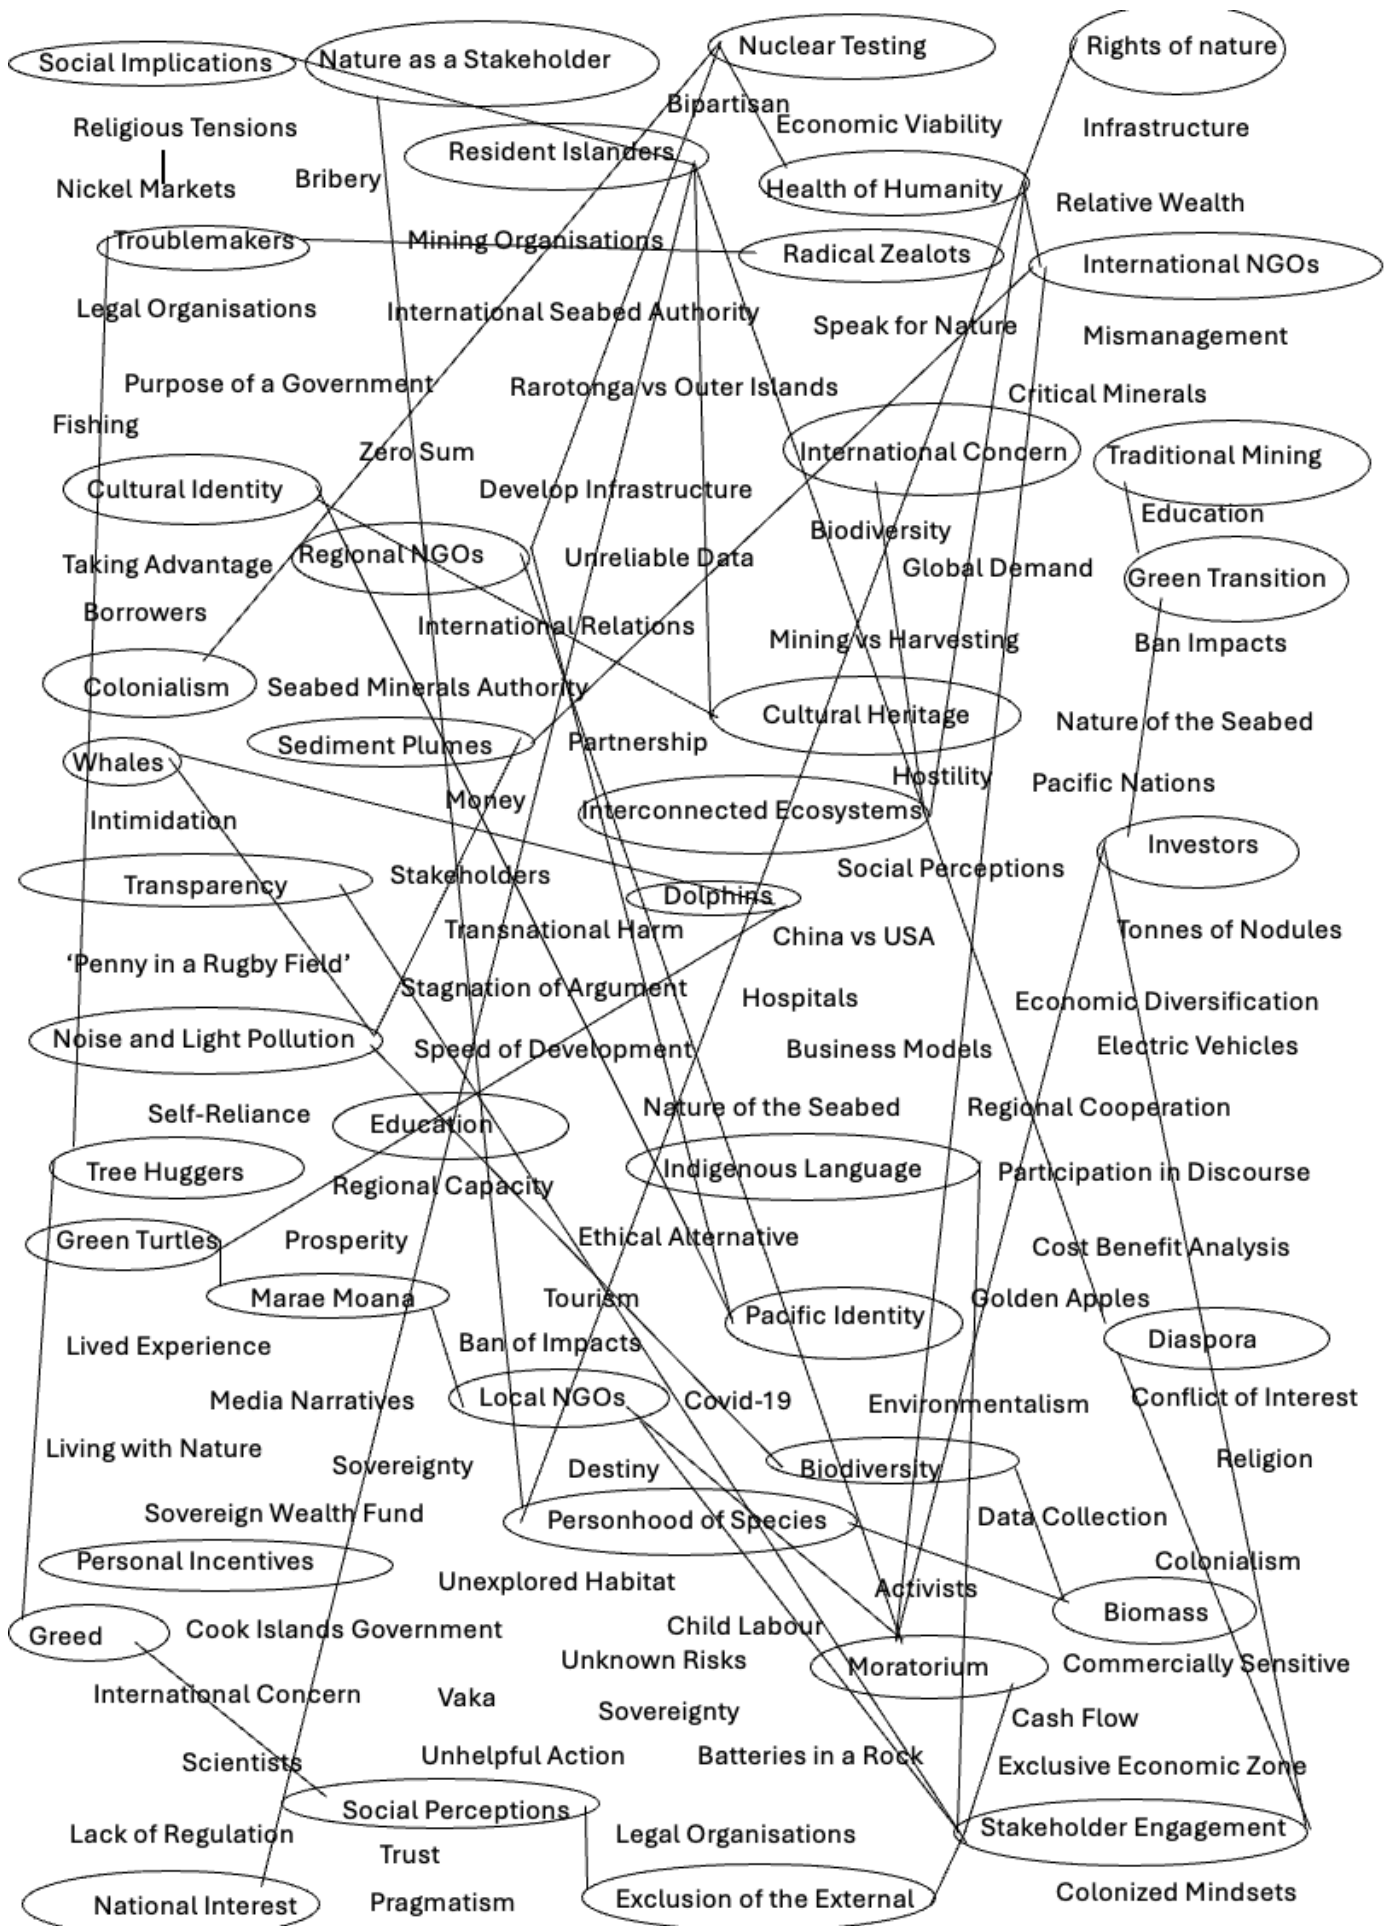 Social Implications
Nature as a Stakeholder
Nuclear Testing
Rights of nature
Bipartisan
Economic Viability
Religious Tensions
Infrastructure
Resident Islanders
Bribery
Nickel Markets
Health of Humanity
Relative Wealth
Troublemakers
Mining Organisations
Radical Zealots
International NGOs
Legal Organisations
International Seabed Authority
Speak for Nature
Mismanagement
Purpose of a Government
Rarotonga vs Outer Islands
Critical Minerals
Fishing
Zero Sum
International Concern
Traditional Mining
Cultural Identity
Develop Infrastructure
Education
Biodiversity
Regional NGOs
Unreliable Data
Taking Advantage
Global Demand
Green Transition
Borrowers
International Relations
Mining vs Harvesting
Ban Impacts
Colonialism
Seabed Minerals Authority
Cultural Heritage
Nature of the Seabed
Sediment Plumes
Partnership
Whales
Hostility
Pacific Nations
Money
Interconnected Ecosystems
Intimidation
Investors
Transparency
Stakeholders
Social Perceptions
Dolphins
Transnational Harm
China vs USA
Tonnes of Nodules
‘Penny in a Rugby Field’
Stagnation of Argument
Hospitals
Economic Diversification
Noise and Light Pollution
Speed of Development
Business Models
Electric Vehicles
Self-Reliance
Education
Nature of the Seabed
Regional Cooperation
Tree Huggers
Regional Capacity
Indigenous Language
Participation in Discourse
Green Turtles
Prosperity
Ethical Alternative
Cost Benefit Analysis
Marae Moana
Tourism
Golden Apples
Pacific Identity
Lived Experience
Ban of Impacts
Diaspora
Media Narratives
Local NGOs
Covid-19
Environmentalism
Conflict of Interest
Living with Nature
Sovereignty
Destiny
Biodiversity
Religion
Sovereign Wealth Fund
Personhood of Species
Data Collection
Personal Incentives
Unexplored Habitat
Activists
Colonialism
Greed
Cook Islands Government
Child Labour
Biomass
Unknown Risks
Moratorium
Commercially Sensitive
International Concern
Vaka
Sovereignty
Cash Flow
Scientists
Unhelpful Action
Batteries in a Rock
Exclusive Economic Zone
Social Perceptions
Lack of Regulation
Trust
Legal Organisations
Stakeholder Engagement
National Interest
Pragmatism
Exclusion of the External
Colonized Mindsets